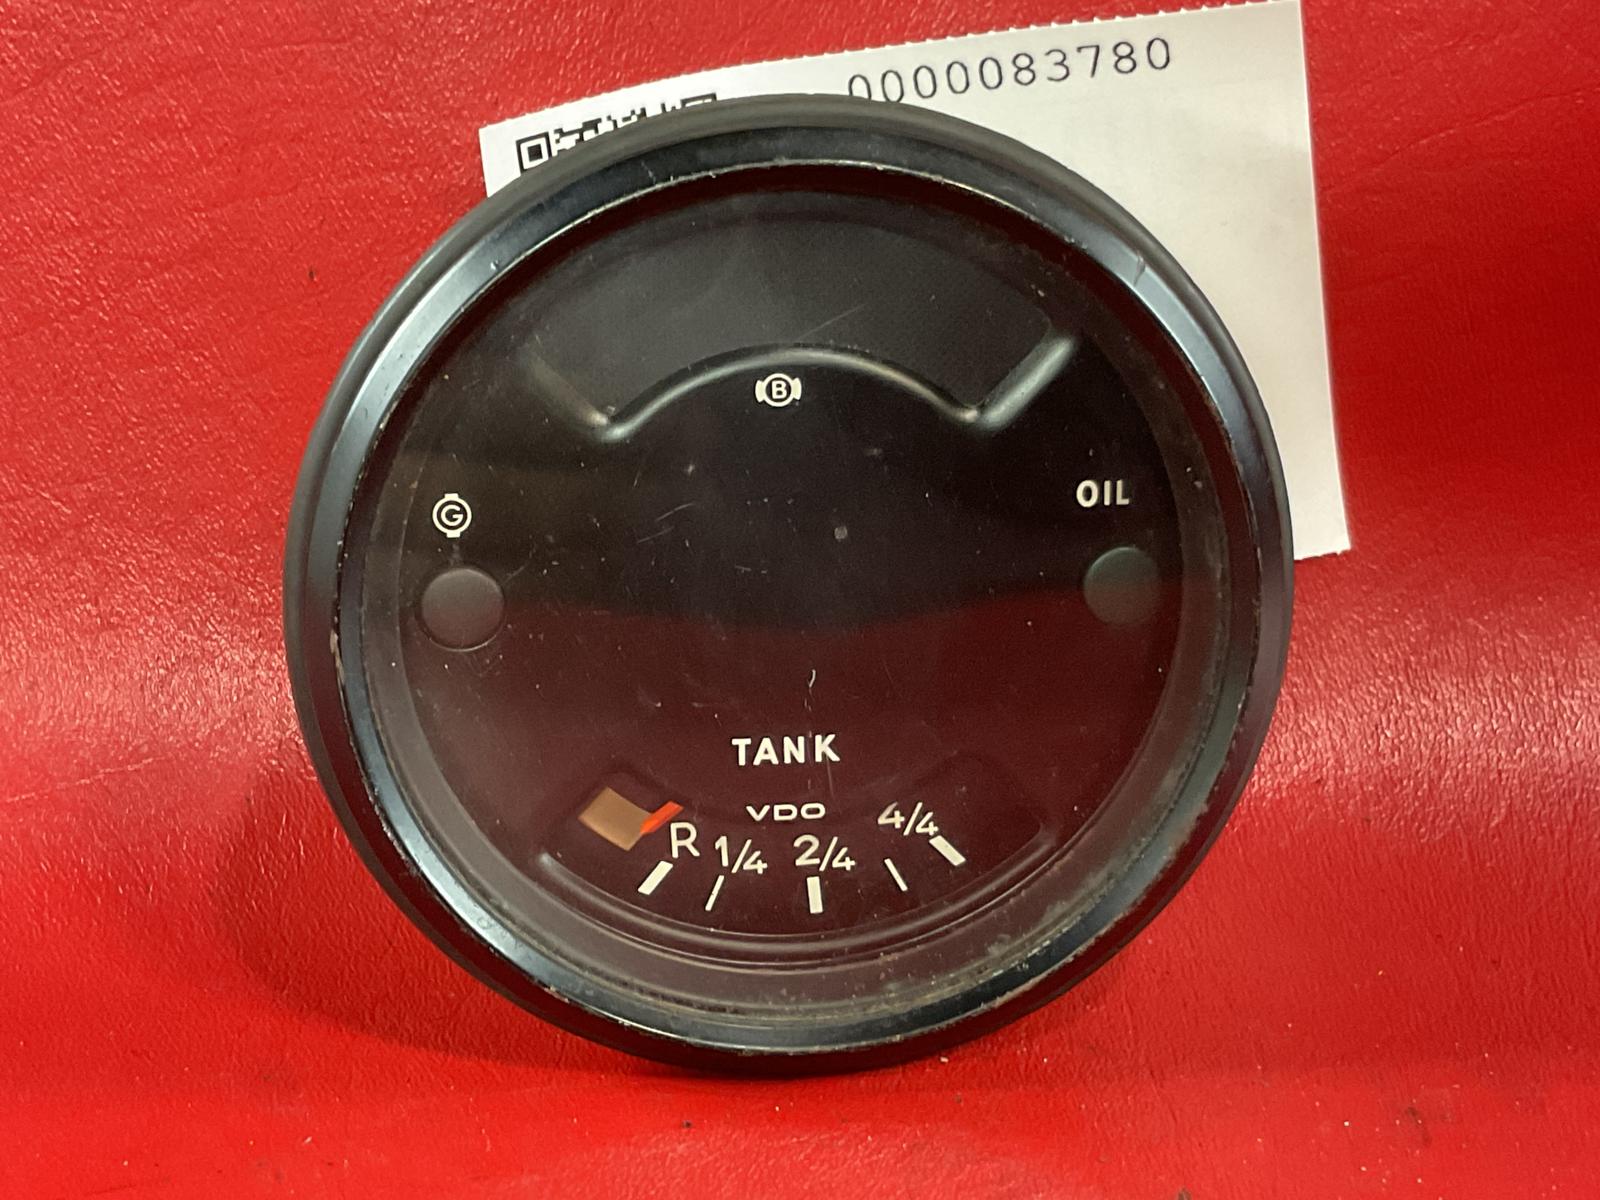 0000083780
B
G
OIL
TANK
VDO
R 1/4 2/4 4/4